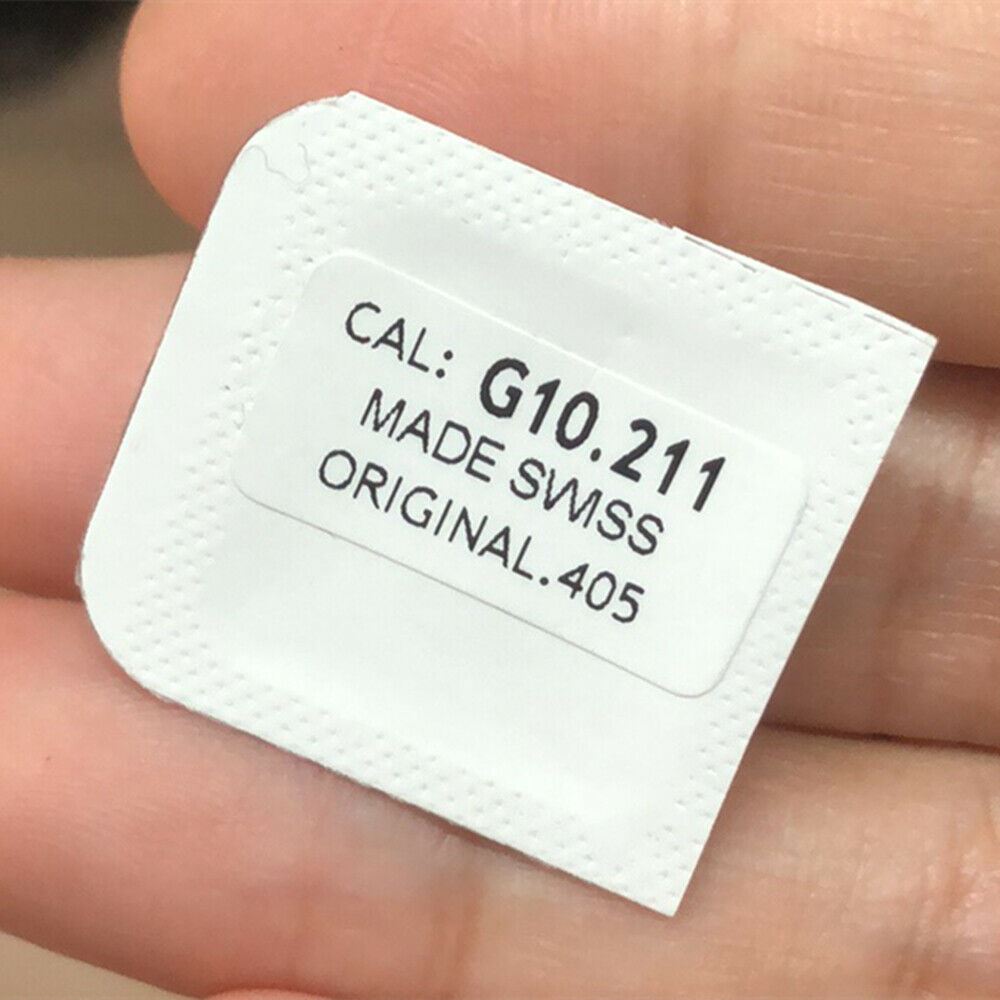 CAL: G10.211
MADE SWISS
ORIGINAL.405